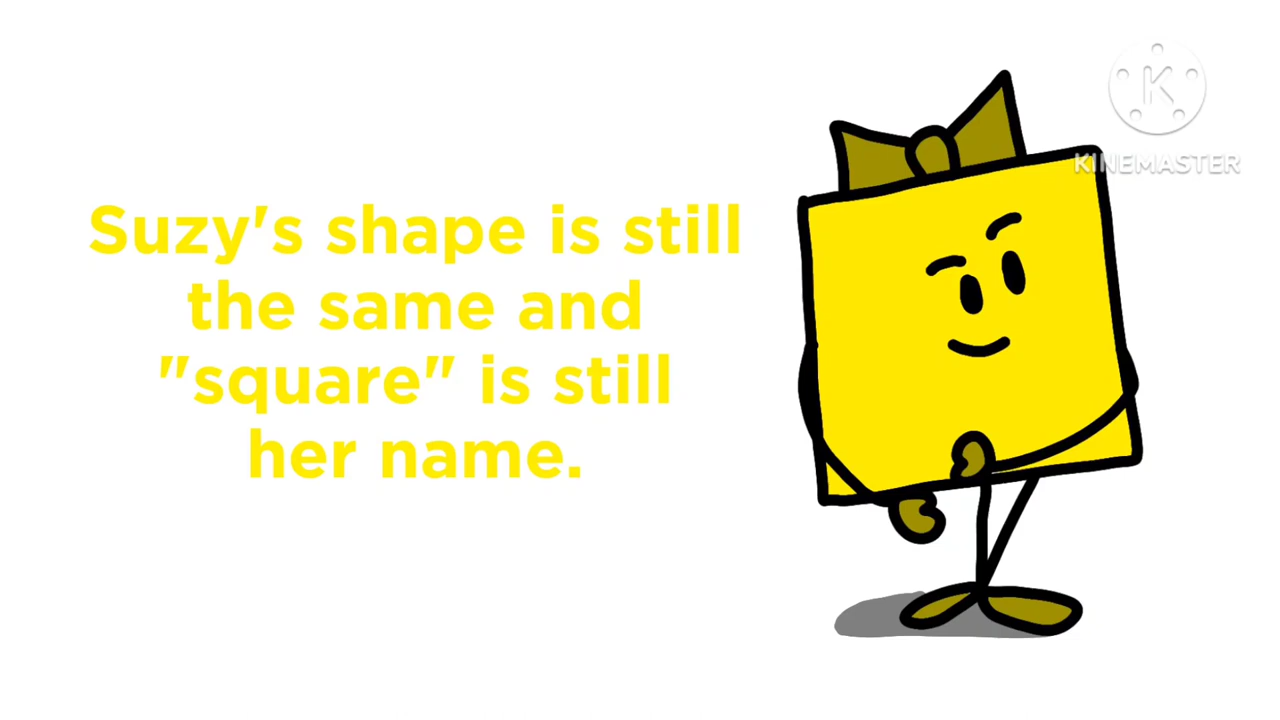 Suzy's shape is still
the same and
"square" is still
her name.
K
KINEMASTER